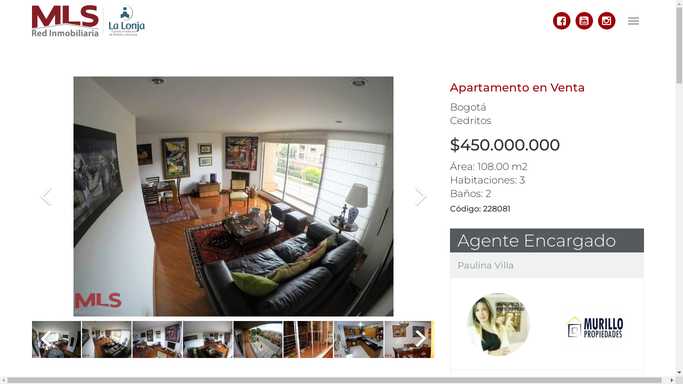 MLS
Red Inmobiliaria
La Lonja
Apartamento en Venta
Bogotá
Cedritos
$450.000.000
Área: 108.00 m2
Habitaciones: 3
Baños: 2
Código: 228081
MLS
Agente Encargado
Paulina Villa
MURILLO
PROPIEDADES